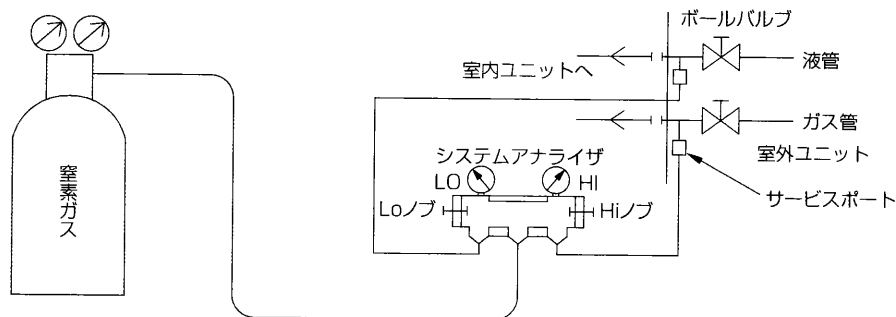 ボールバルブ
液管
室内ユニットへ
ガス管
室外ユニット
サービスポート
システムアナライザ
LO
HI
Loノブ
Hiノブ
窒素ガス